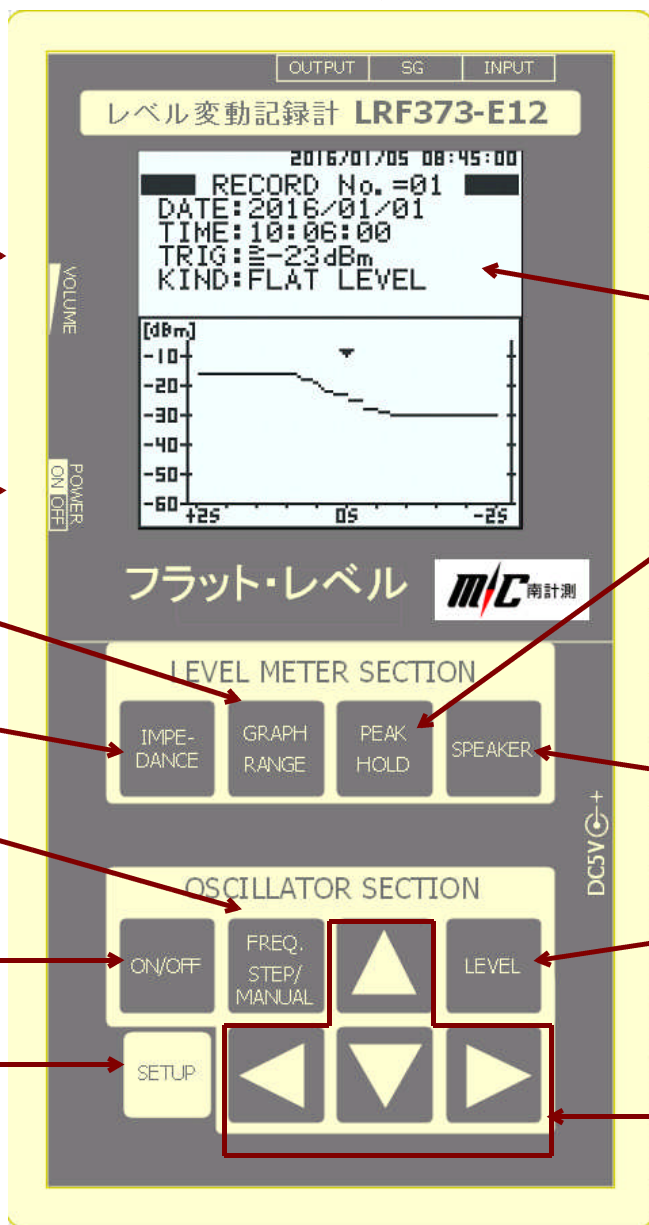 OUTPUT SG INPUT
レベル変動記録計 LRF373-E12
2016/01/05 08:45:00
RECORD No.=01
DATE:2016/01/01
TIME:10:06:00
TRIG:≧-23dBm
KIND:FLAT LEVEL
VOLUME
[dBm]
-10
-20
-30
-40
-50
-60
+2S 0S -2S
POWER
ON OFF
フラット・レベル
MIC 南計測
LEVEL METER SECTION
IMPE-
DANCE
GRAPH
RANGE
PEAK
HOLD
SPEAKER
DC5V
+
OSCILLATOR SECTION
ON/OFF
FREQ.
STEP/
MANUAL
LEVEL
SETUP